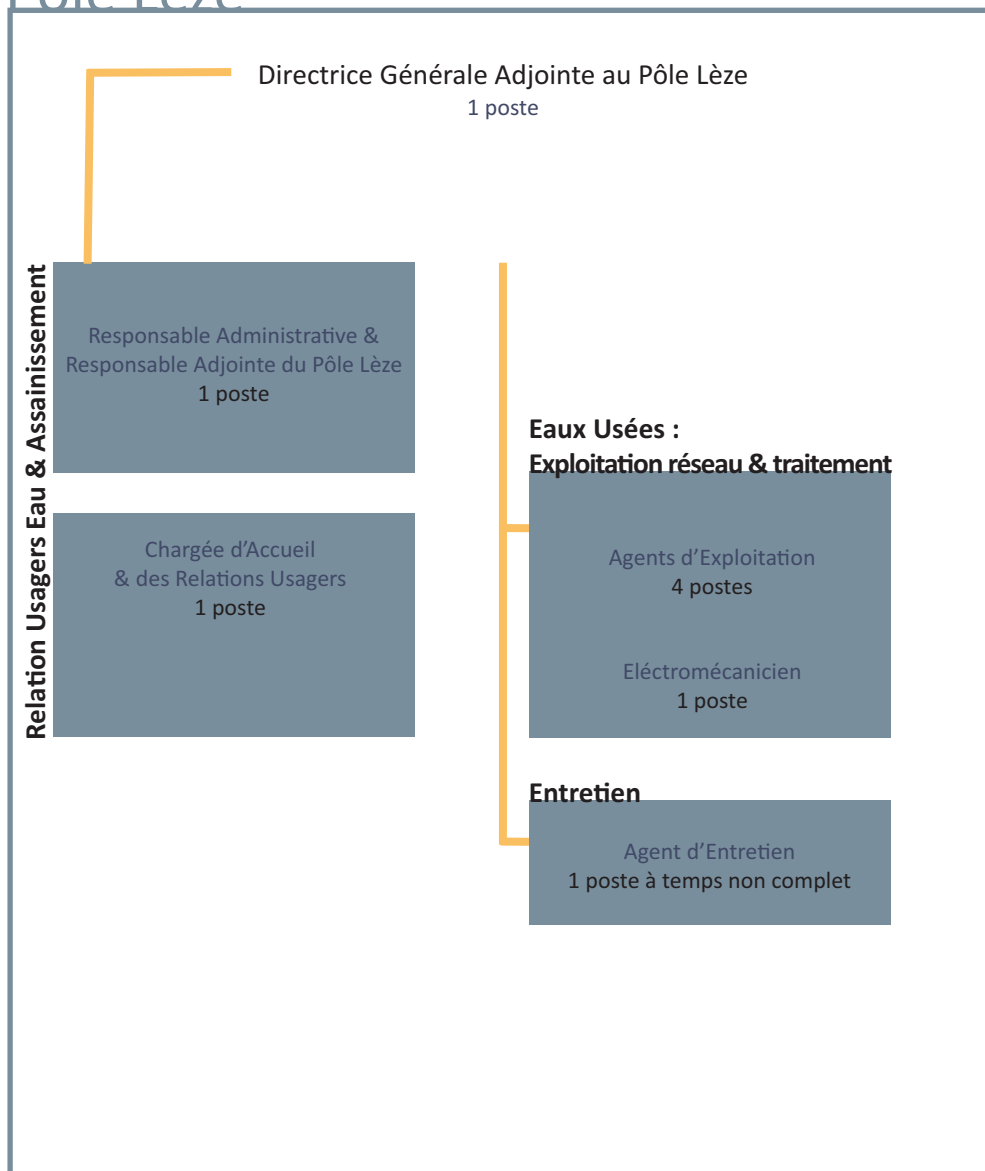 Pôle Lèze
Directrice Générale Adjointe au Pôle Lèze
1 poste
Relation Usagers Eau & Assainissement
Responsable Administrative &
Responsable Adjointe du Pôle Lèze
1 poste
Chargée d’Accueil
& des Relations Usagers
1 poste
Eaux Usées :
Exploitation réseau & traitement
Agents d’Exploitation
4 postes
Eléctromécanicien
1 poste
Entretien
Agent d’Entretien
1 poste à temps non complet